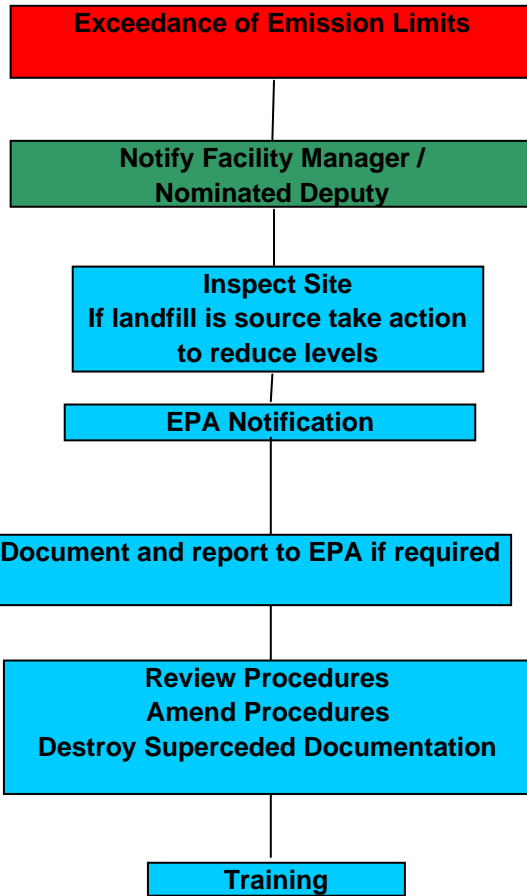 Exceedance of Emission Limits
Notify Facility Manager /
Nominated Deputy
Inspect Site
If landfill is source take action
to reduce levels
EPA Notification
Document and report to EPA if required
Review Procedures
Amend Procedures
Destroy Superceded Documentation
Training